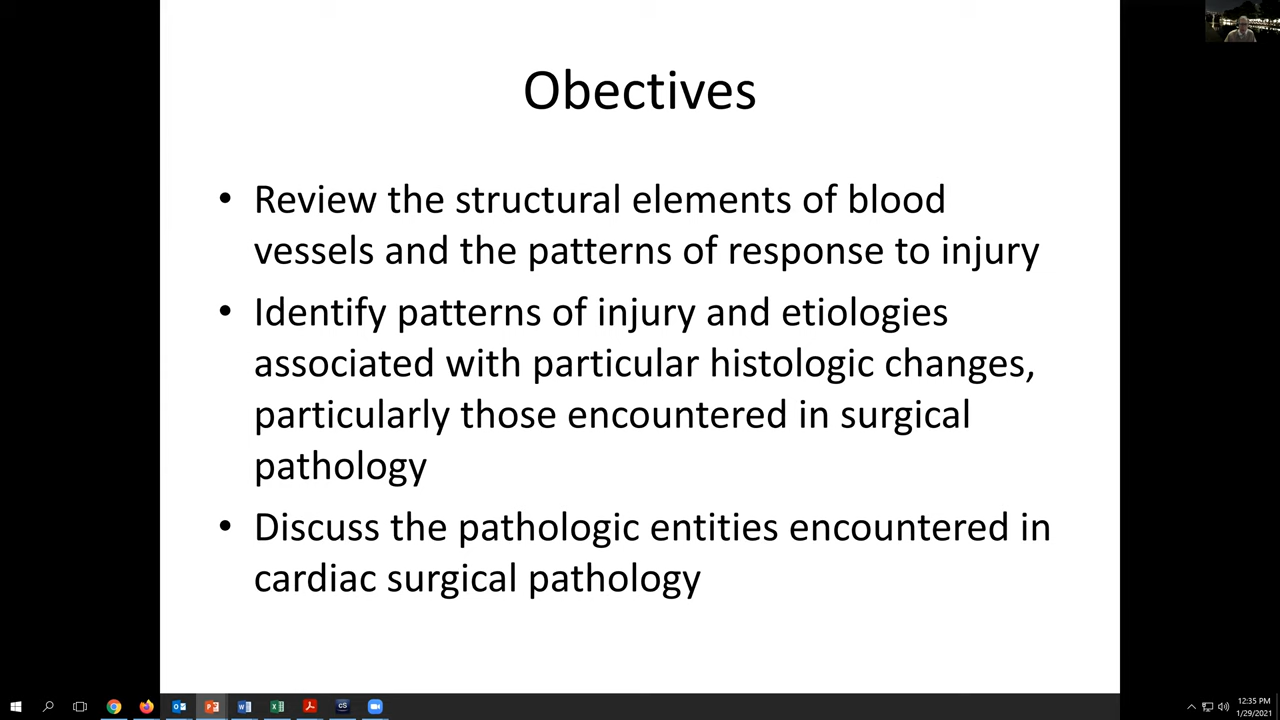 Obectives
• Review the structural elements of blood
vessels and the patterns of response to injury
• Identify patterns of injury and etiologies
associated with particular histologic changes,
particularly those encountered in surgical
pathology
• Discuss the pathologic entities encountered in
cardiac surgical pathology
12:35 PM
1/29/2021